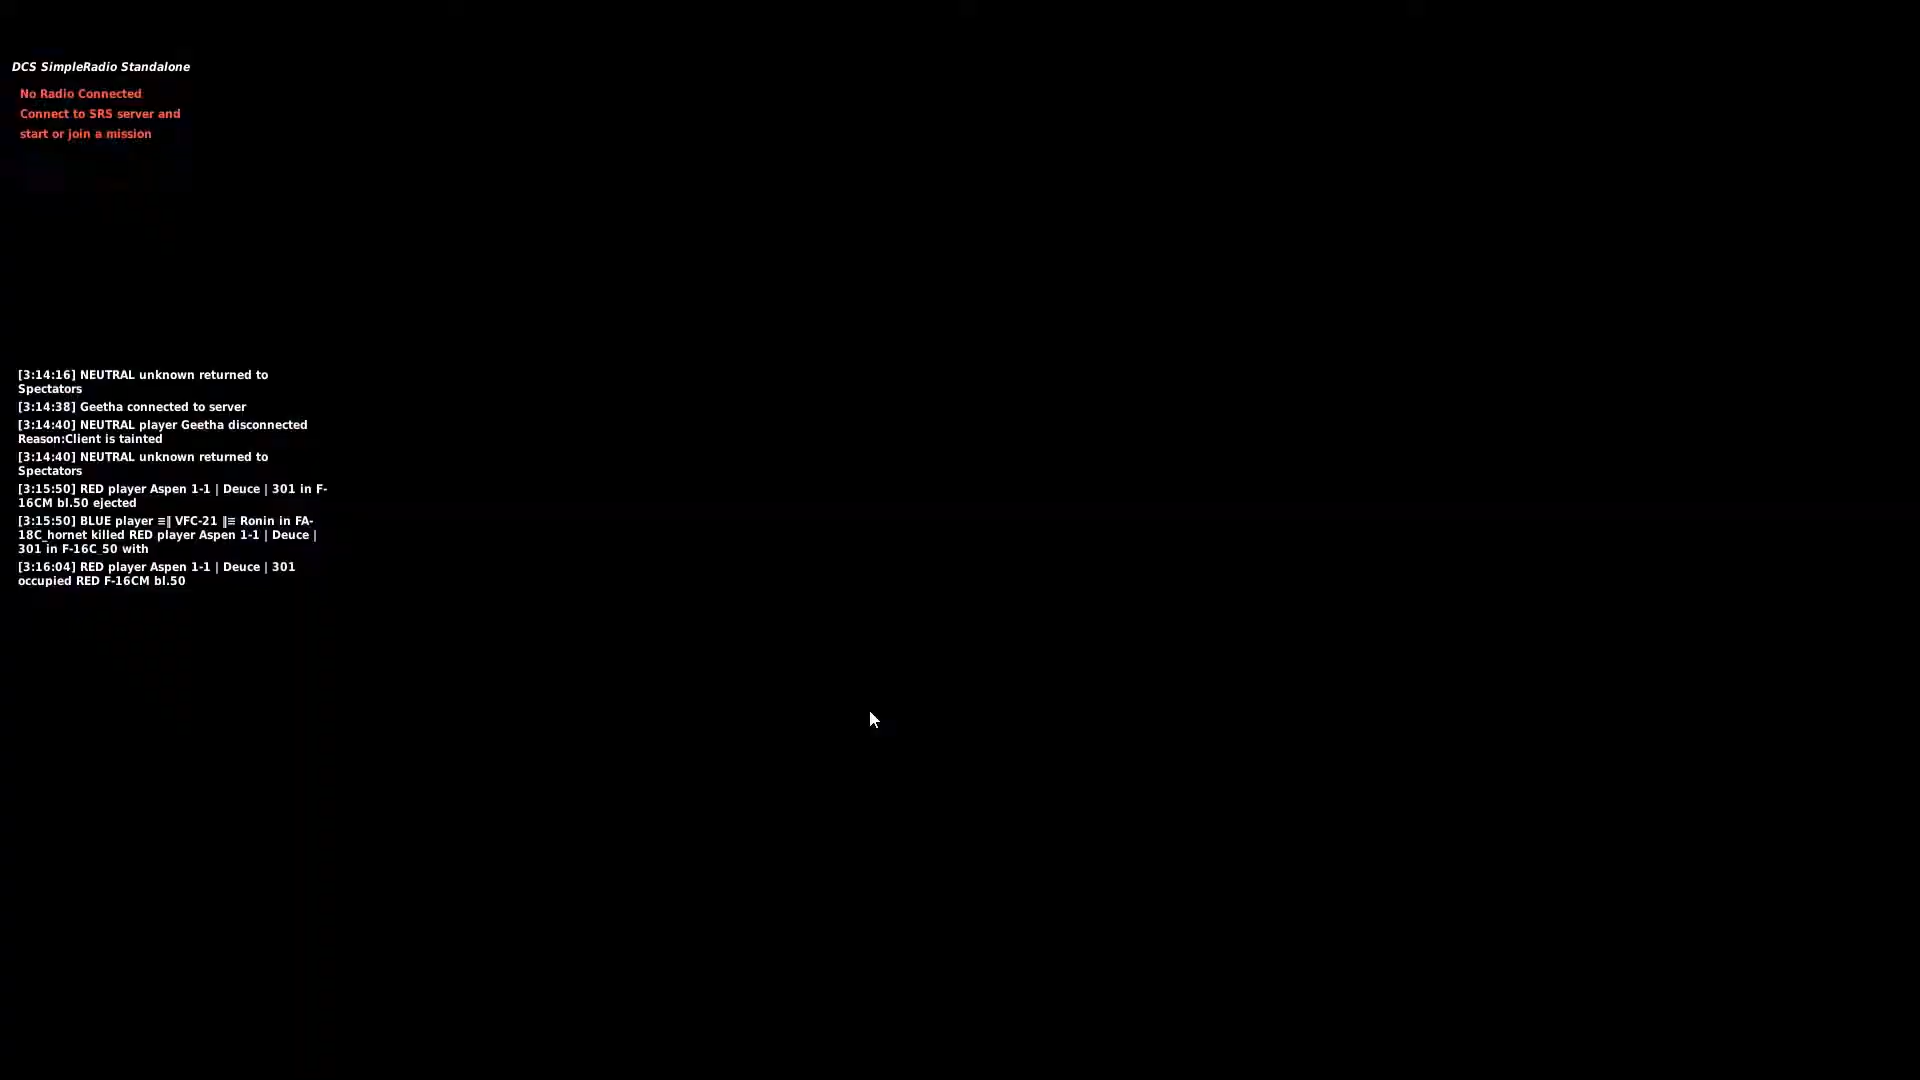 DCS SimpleRadio Standalone
No Radio Connected
Connect to SRS server and
start or join a mission
[3:14:16] NEUTRAL unknown returned to
Spectators
[3:14:38] Geetha connected to server
[3:14:40] NEUTRAL player Geetha disconnected
Reason:Client is tainted
[3:14:40] NEUTRAL unknown returned to
Spectators
[3:15:50] RED player Aspen 1-1 | Deuce | 301 in F-
16CM bl.50 ejected
[3:15:50] BLUE player ≡‖ VFC-21 ‖≡ Ronin in FA-
18C_hornet killed RED player Aspen 1-1 | Deuce |
301 in F-16C_50 with
[3:16:04] RED player Aspen 1-1 | Deuce | 301
occupied RED F-16CM bl.50